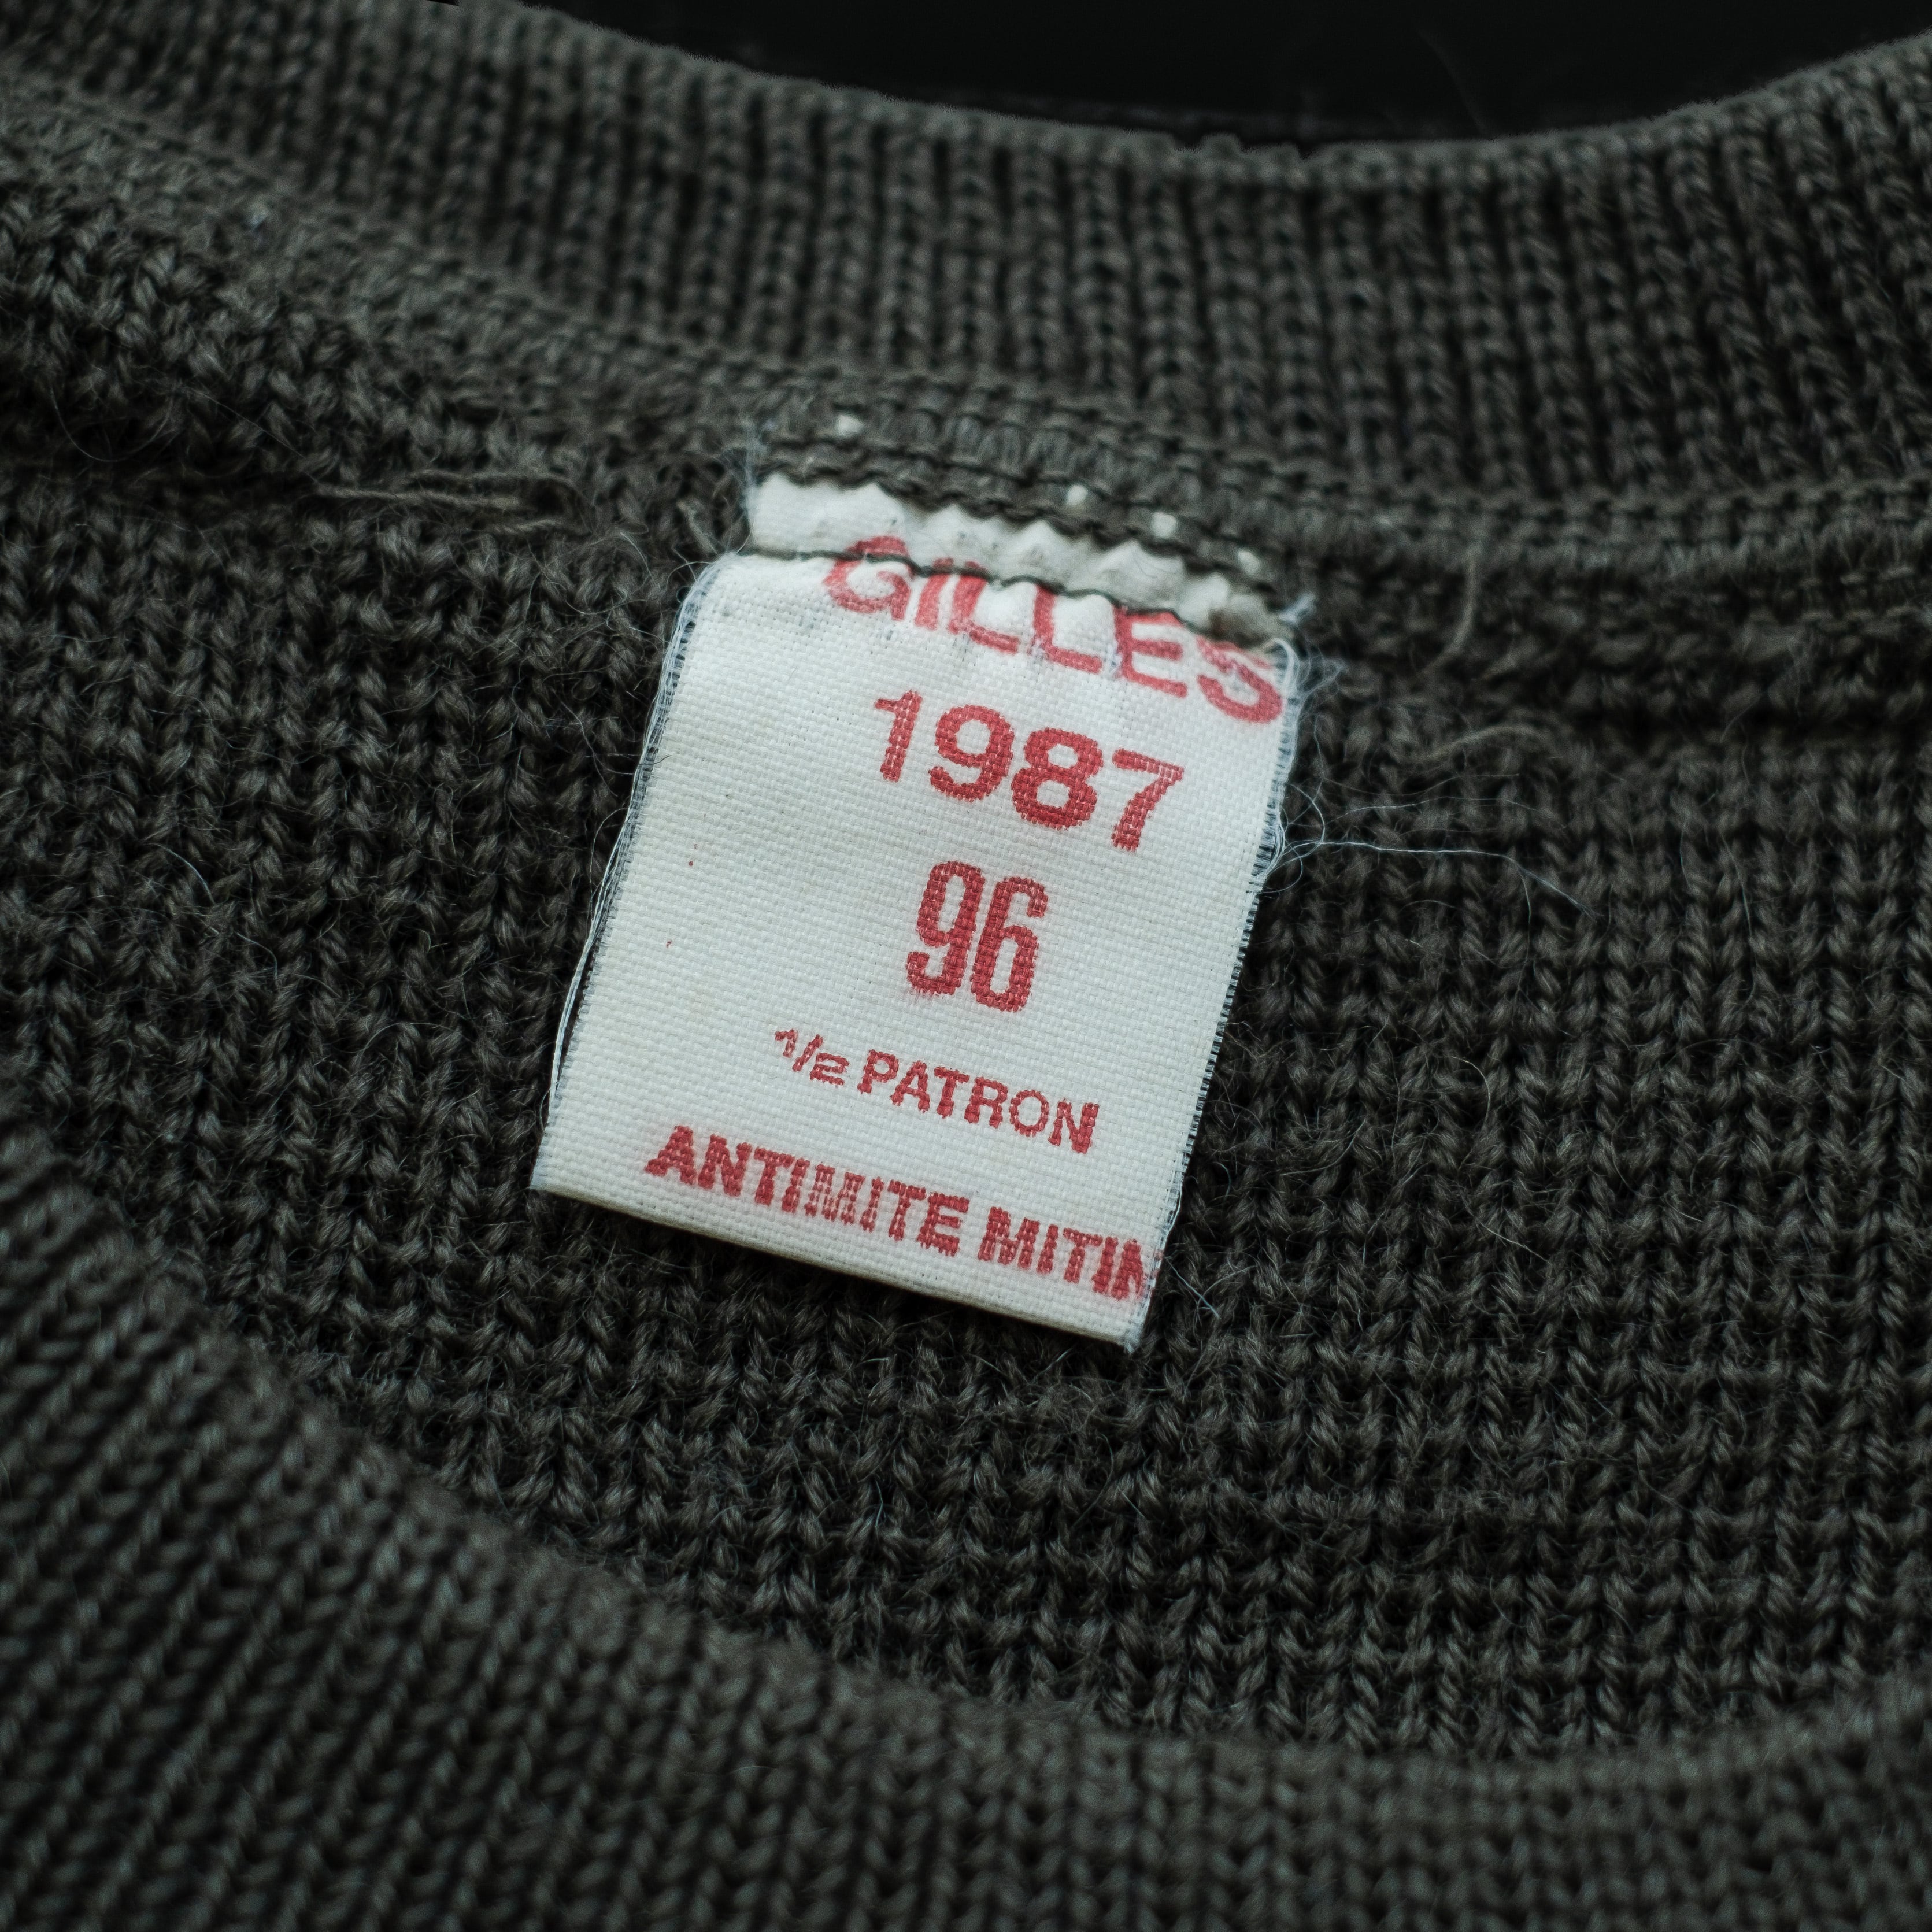 GILLES
1987
96
1/2 PATRON
ANTIMITE MITIN